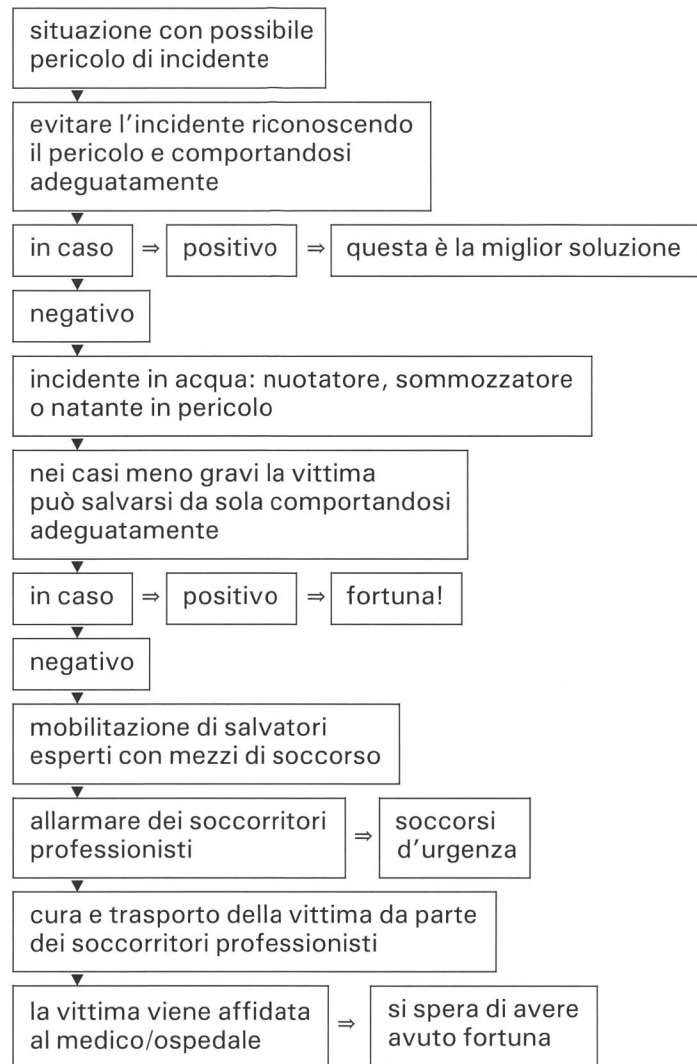 situazione con possibile
pericolo di incidente
evitare l'incidente riconoscendo
il pericolo e comportandosi
adeguatamente
in caso ⇒ positivo ⇒ questa è la miglior soluzione
negativo
incidente in acqua: nuotatore, sommozzatore
o natante in pericolo
nei casi meno gravi la vittima
può salvarsi da sola comportandosi
adeguatamente
in caso ⇒ positivo ⇒ fortuna!
negativo
mobilitazione di salvatori
esperti con mezzi di soccorso
allarmare dei soccorritori
professionisti
⇒
soccorsi
d'urgenza
cura e trasporto della vittima da parte
dei soccorritori professionisti
la vittima viene affidata
al medico/ospedale
⇒
si spera di avere
avuto fortuna